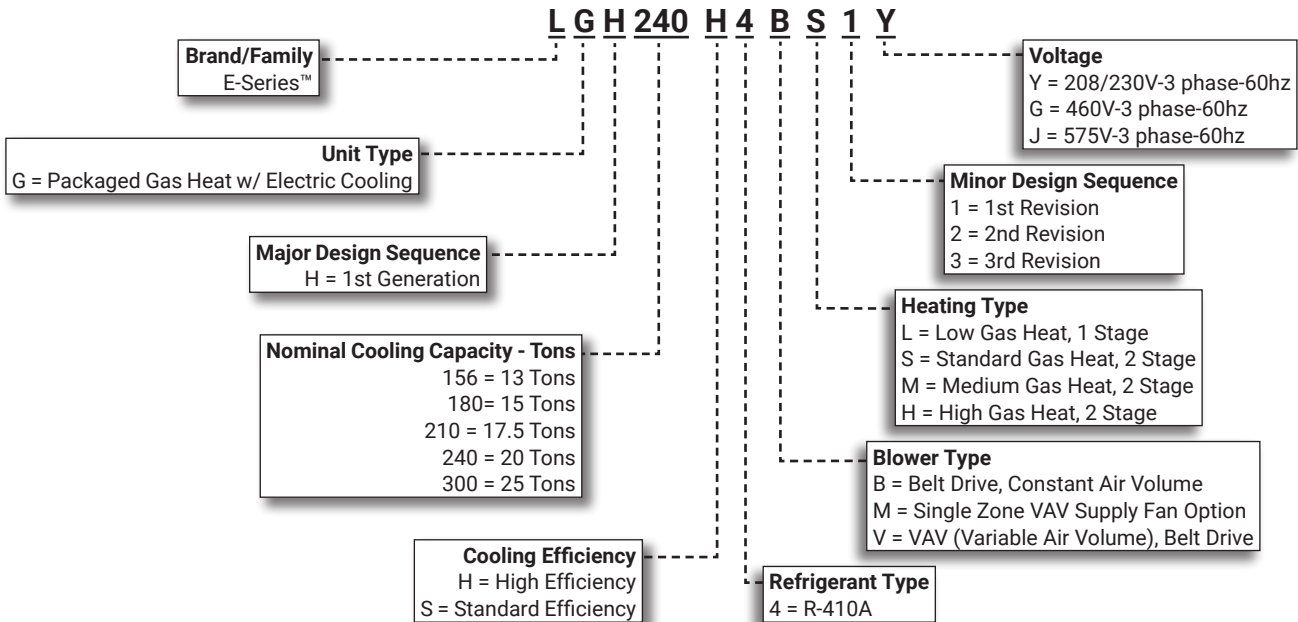 L G H 240 H 4 B S 1 Y
Brand/Family
E-Series™
Unit Type
G = Packaged Gas Heat w/ Electric Cooling
Major Design Sequence
H = 1st Generation
Nominal Cooling Capacity - Tons
156 = 13 Tons
180= 15 Tons
210 = 17.5 Tons
240 = 20 Tons
300 = 25 Tons
Cooling Efficiency
H = High Efficiency
S = Standard Efficiency
Voltage
Y = 208/230V-3 phase-60hz
G = 460V-3 phase-60hz
J = 575V-3 phase-60hz
Minor Design Sequence
1 = 1st Revision
2 = 2nd Revision
3 = 3rd Revision
Heating Type
L = Low Gas Heat, 1 Stage
S = Standard Gas Heat, 2 Stage
M = Medium Gas Heat, 2 Stage
H = High Gas Heat, 2 Stage
Blower Type
B = Belt Drive, Constant Air Volume
M = Single Zone VAV Supply Fan Option
V = VAV (Variable Air Volume), Belt Drive
Refrigerant Type
4 = R-410A